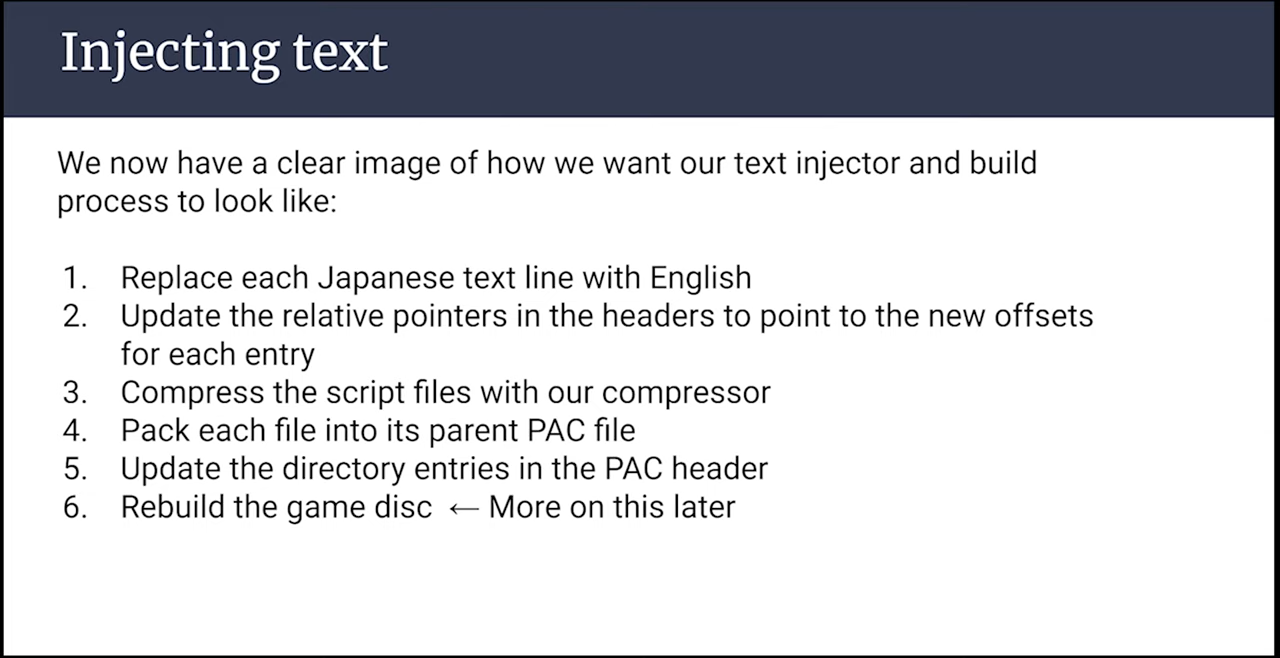 Injecting text
We now have a clear image of how we want our text injector and build
process to look like:
1. Replace each Japanese text line with English
2. Update the relative pointers in the headers to point to the new offsets
for each entry
3. Compress the script files with our compressor
4. Pack each file into its parent PAC file
5. Update the directory entries in the PAC header
6. Rebuild the game disc ← More on this later